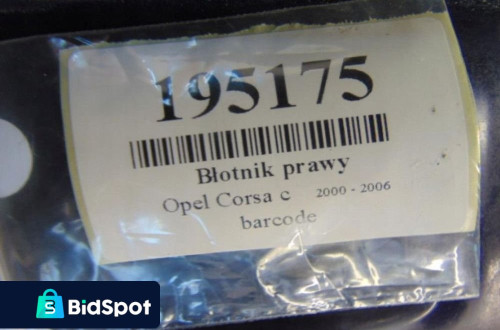 195175
Błotnik prawy
Opel Corsa c 2000 - 2006
barcode
BidSpot